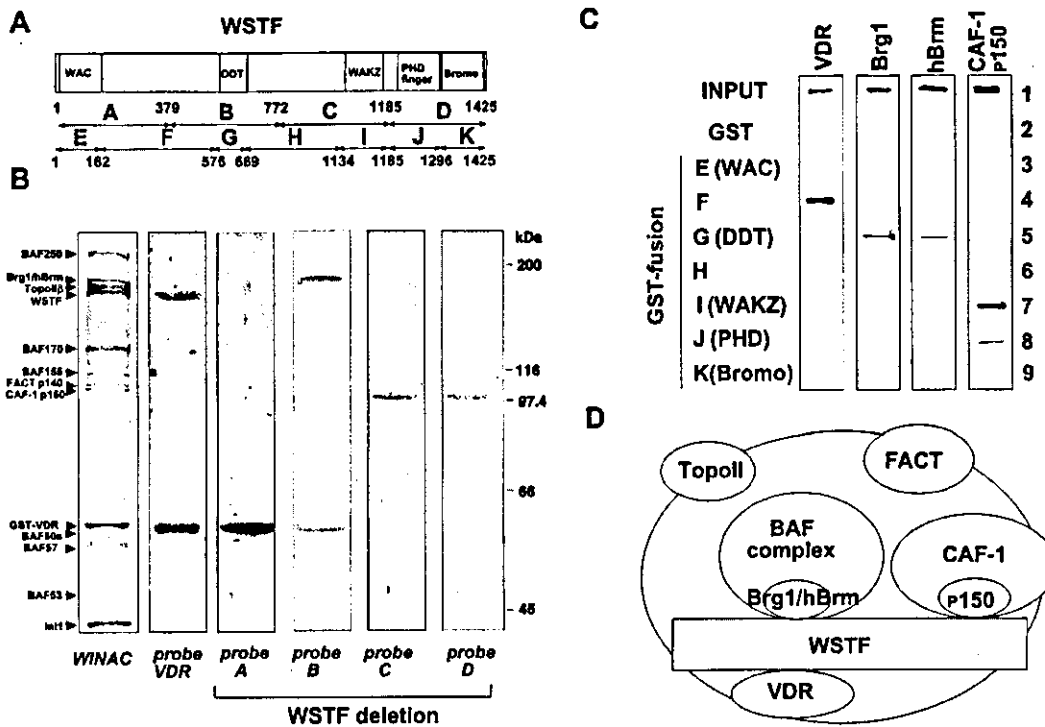 A
WSTF
WAC
DDT
WAKZ
PHD finger
Bromo
1 379 772 1185 1425
A B C D
E F G H I J K
1 162 576 669 1134 1185 1296 1425
B
kDa
BAF250
Brg1/hBrm
TopoIIβ
WSTF
BAF170
BAF155
FACT p140
CAF-1 p150
GST-VDR
BAF60a
BAF57
BAF53
Ini1
200
116
97.4
66
45
WINAC
probe VDR
probe A
probe B
probe C
probe D
WSTF deletion
C
VDR
Brg1
hBrm
CAF-1 P150
INPUT 1
GST 2
GST-fusion
E (WAC) 3
F 4
G (DDT) 5
H 6
I (WAKZ) 7
J (PHD) 8
K(Bromo) 9
D
TopoII
FACT
BAF complex
CAF-1
Brg1/hBrm
P150
WSTF
VDR